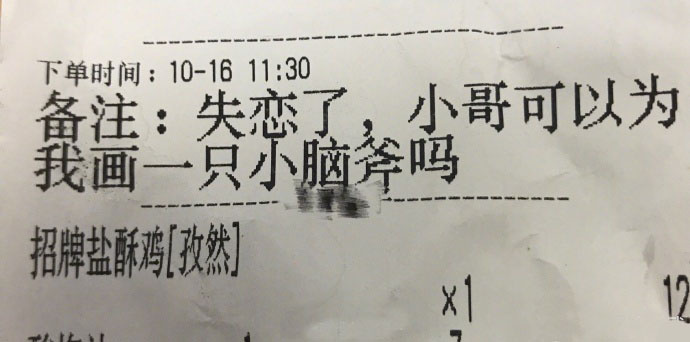 下单时间：10-16 11:30
备注：失恋了，小哥可以为
我画一只小脑斧吗
招牌盐酥鸡[孜然]
x1 12